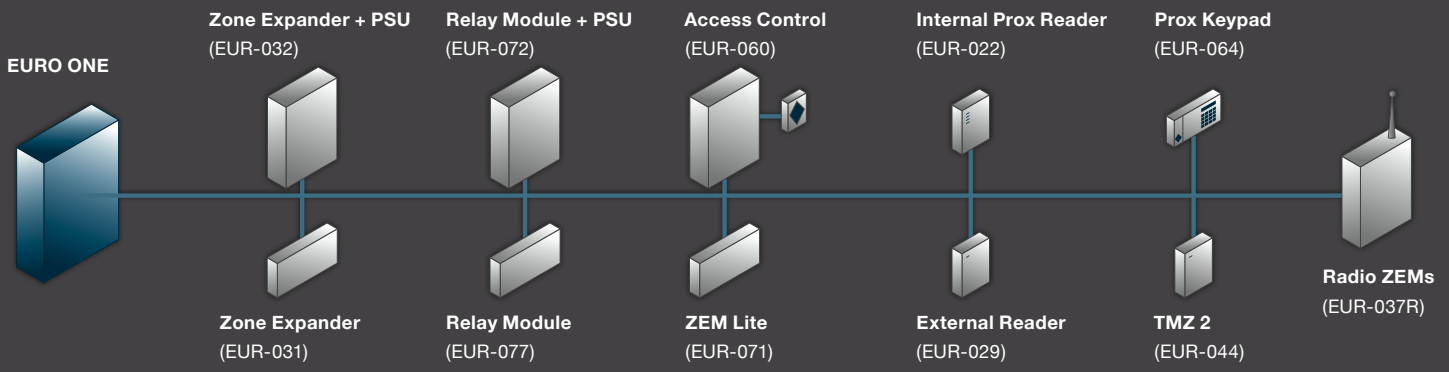 Zone Expander + PSU
(EUR-032)
Relay Module + PSU
(EUR-072)
Access Control
(EUR-060)
Internal Prox Reader
(EUR-022)
Prox Keypad
(EUR-064)
EURO ONE
Zone Expander
(EUR-031)
Relay Module
(EUR-077)
ZEM Lite
(EUR-071)
External Reader
(EUR-029)
TMZ 2
(EUR-044)
Radio ZEMs
(EUR-037R)